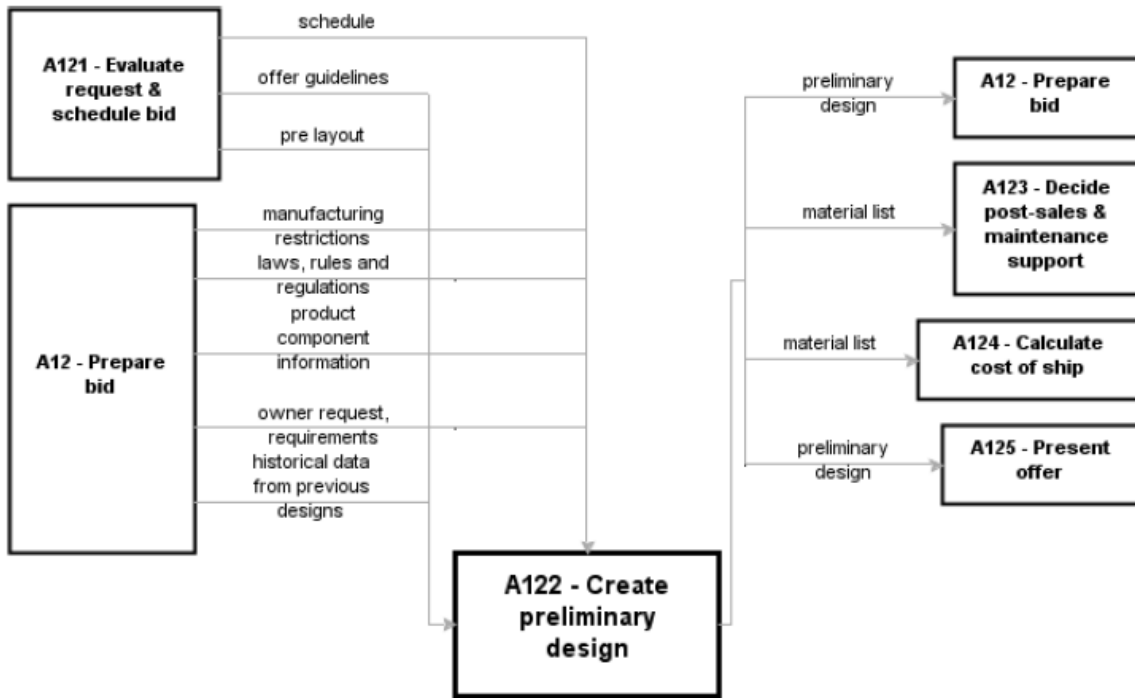 schedule
A121 - Evaluate
request &
schedule bid
offer guidelines
pre layout
manufacturing
restrictions
laws, rules and
regulations
product
component
information
A12 - Prepare
bid
owner request,
requirements
historical data
from previous
designs
A122 - Create
preliminary
design
preliminary
design
A12 - Prepare
bid
material list
A123 - Decide
post-sales &
maintenance
support
material list
A124 - Calculate
cost of ship
preliminary
design
A125 - Present
offer